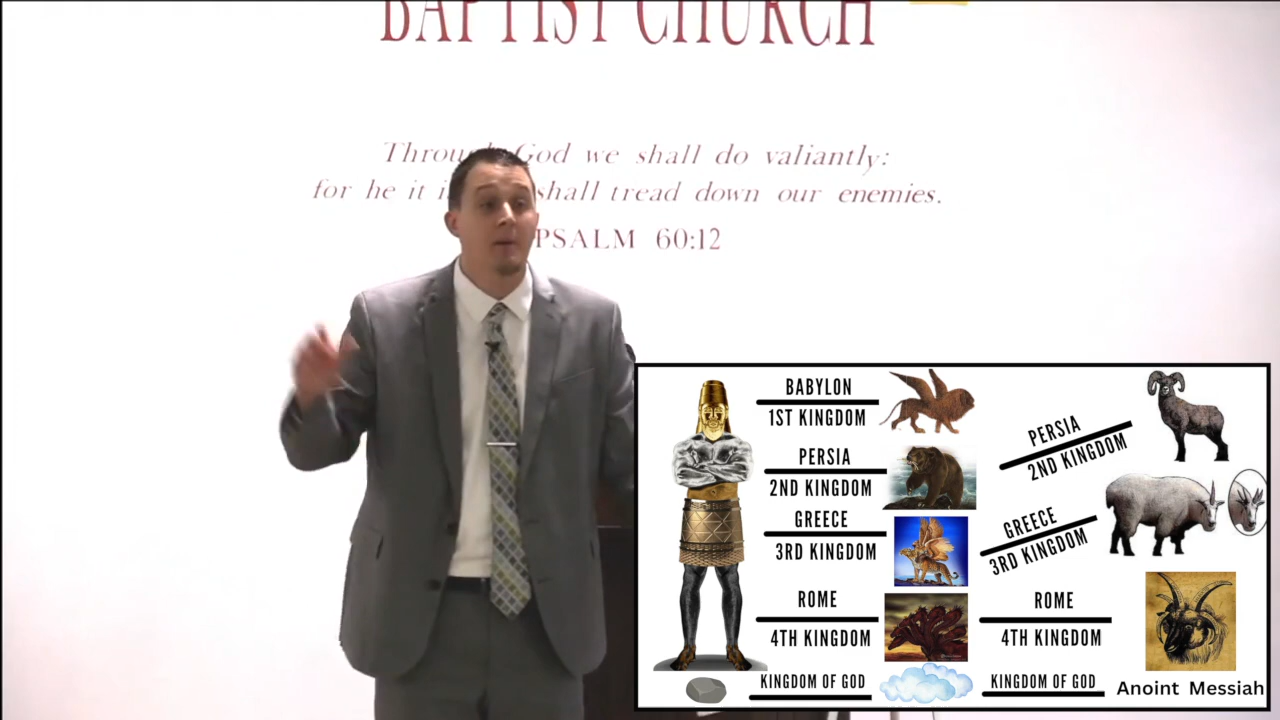 BAPTIST CHURCH
Through God we shall do valiantly:
for he it shall tread down our enemies.
PSALM 60:12
BABYLON
1ST KINGDOM
PERSIA
2ND KINGDOM
GREECE
3RD KINGDOM
ROME
4TH KINGDOM
KINGDOM OF GOD
PERSIA
2ND KINGDOM
GREECE
3RD KINGDOM
ROME
4TH KINGDOM
KINGDOM OF GOD
Anoint Messiah